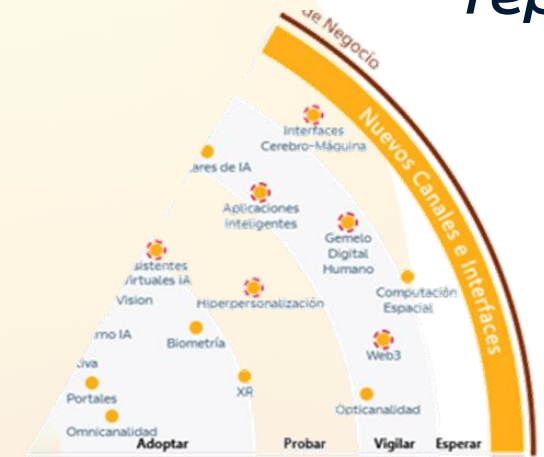 rep
de Negocio
Nuevos Canales e Interfaces
Interfaces
Cerebro-Máquina
ares de IA
Aplicaciones
inteligentes
Gemelo
Digital
Humano
sistentes
Virtuales IA
Vision
Hiperpersonalización
Computación
Espacial
rno IA
Biometría
Web3
iva
Portales
XR
Opticanalidad
Omnicanalidad
Adoptar
Probar
Vigilar
Esperar